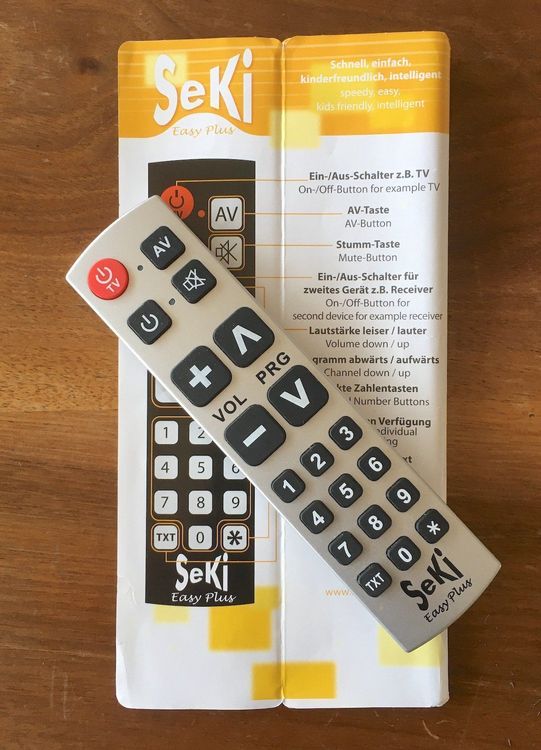 SeKi
Easy Plus
Schnell, einfach,
kinderfreundlich, intelligent
speedy, easy,
kids friendly, intelligent
Ein-/Aus-Schalter z.B. TV
On-/Off-Button for example TV
AV
AV-Taste
AV-Button
Stumm-Taste
Mute-Button
Ein-/Aus-Schalter für
zweites Gerät z.B. Receiver
On-/Off-Button for
second device for example receiver
Lautstärke leiser / lauter
Volume down / up
abwärts / aufwärts
Channel down / up
Zahlentasten
Number Buttons
Verfügung
1 2
4 5 6
7 8 9
TXT 0 *
SeKi
Easy Plus
TV
AV
+
VOL
PRG
-
1 2 3
4 5 6
7 8 9
TXT 0 *
SeKi
Easy Plus